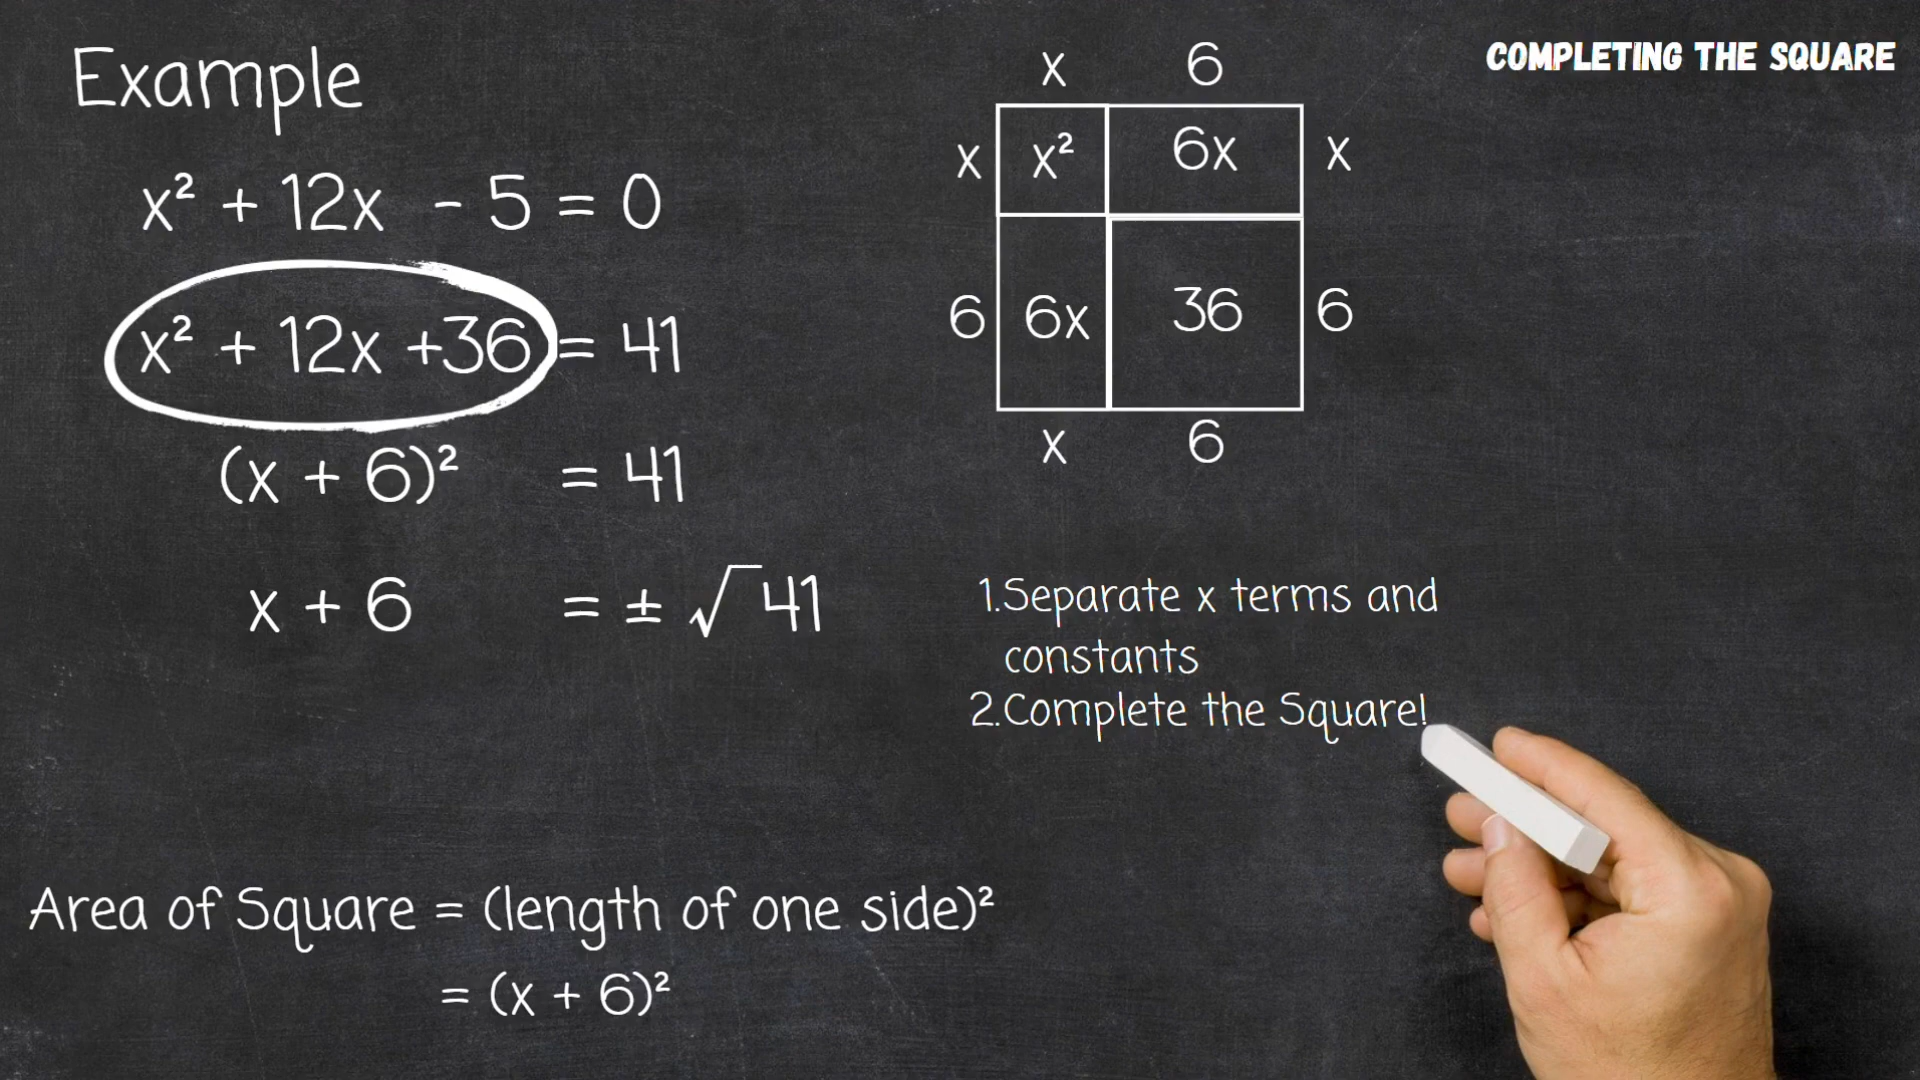 COMPLETING THE SQUARE
Example
x² + 12x - 5 = 0
x² + 12x +36 = 41
(x + 6)² = 41
x + 6 = ± √41
x 6
x x² 6x x
6 6x 36 6
x 6
1.Separate x terms and
constants
2.Complete the Square!
Area of Square = (length of one side)²
= (x + 6)²